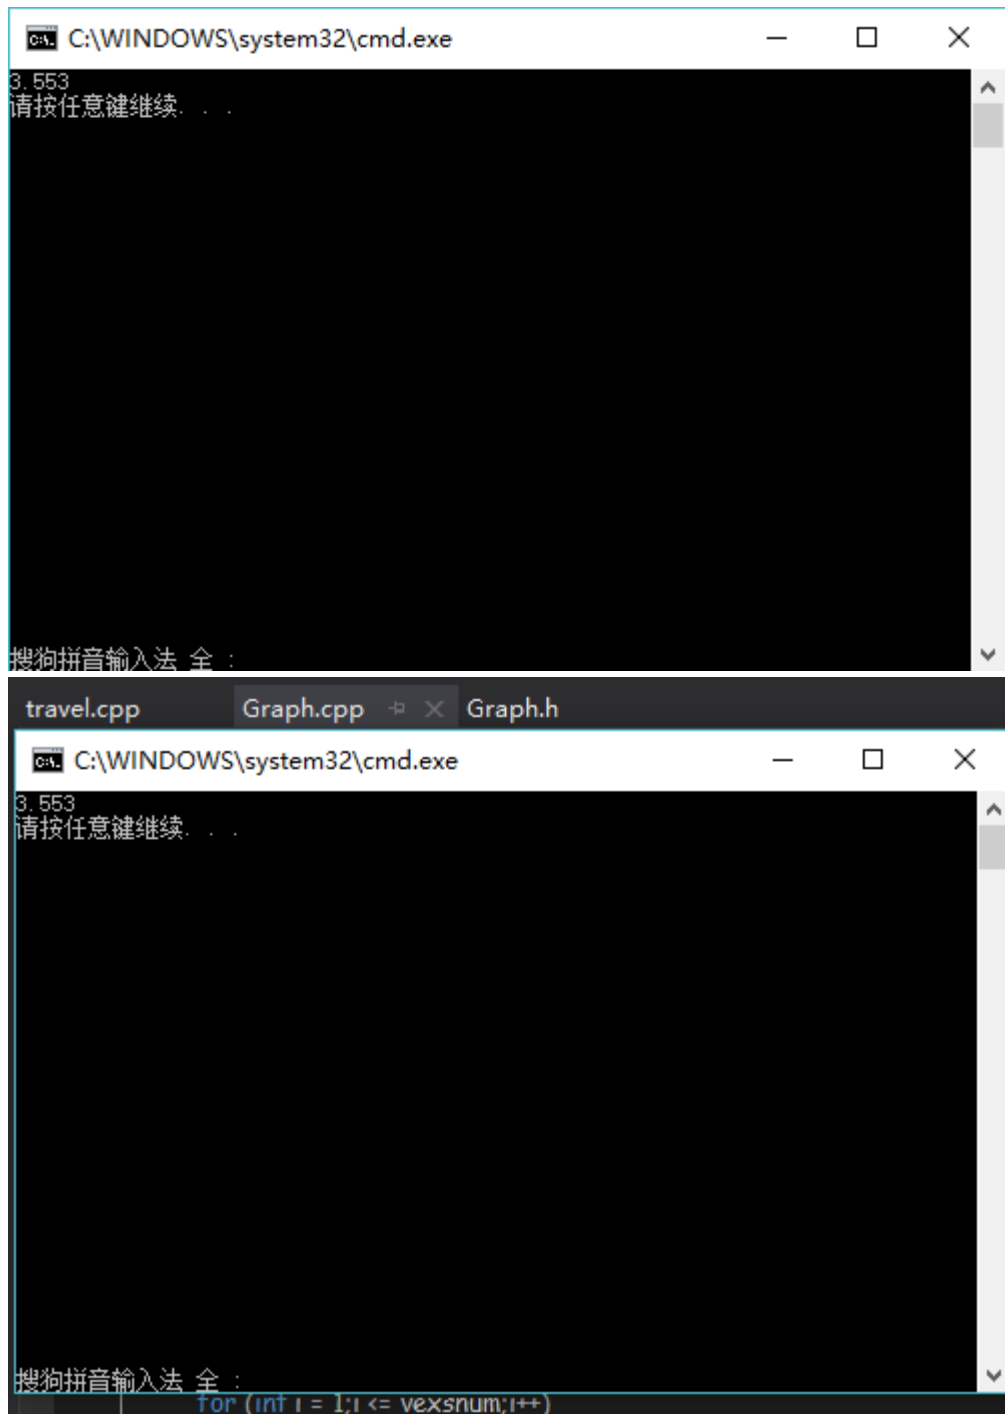 C:\WINDOWS\system32\cmd.exe
3.553
请按任意键继续. . .
搜狗拼音输入法 全 :
travel.cpp Graph.cpp Graph.h
C:\WINDOWS\system32\cmd.exe
3.553
请按任意键继续. . .
搜狗拼音输入法 全 :
for (int i = 1;i <= vexsnum;i++)